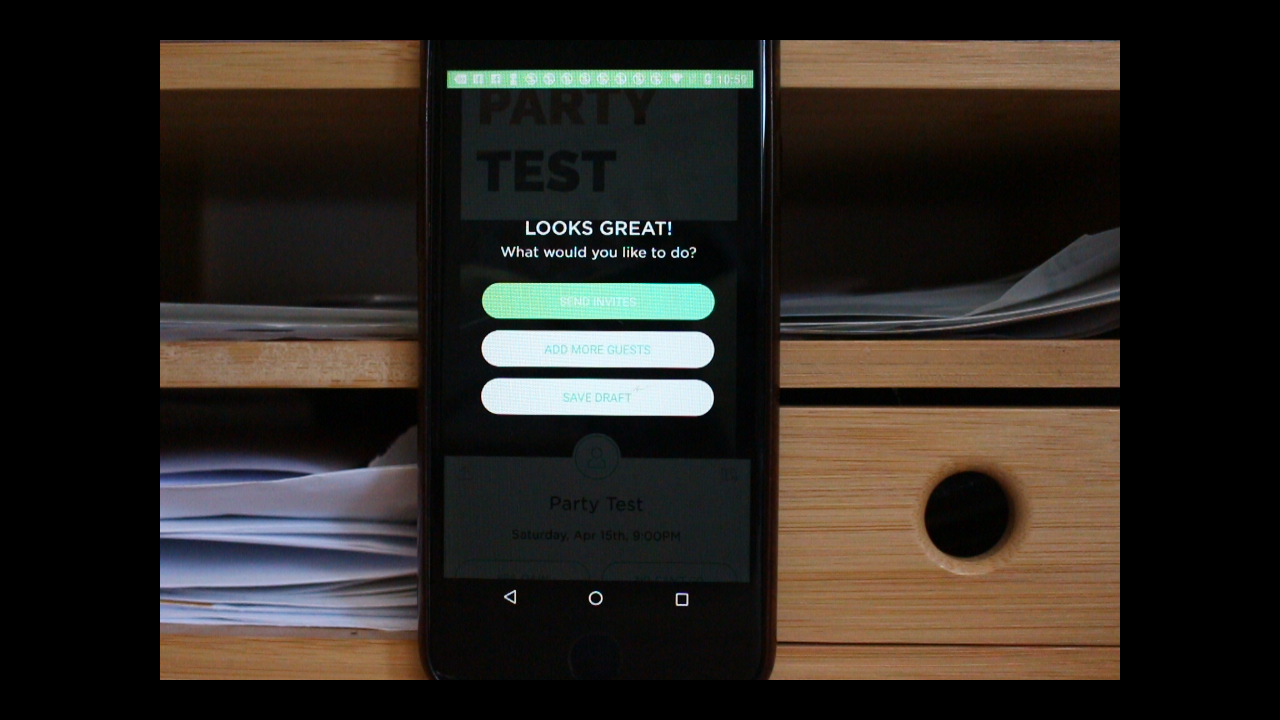 10:59
PARTY
TEST
LOOKS GREAT!
What would you like to do?
SEND INVITES
ADD MORE GUESTS
SAVE DRAFT
Party Test
Saturday, Apr 15th, 9:00PM